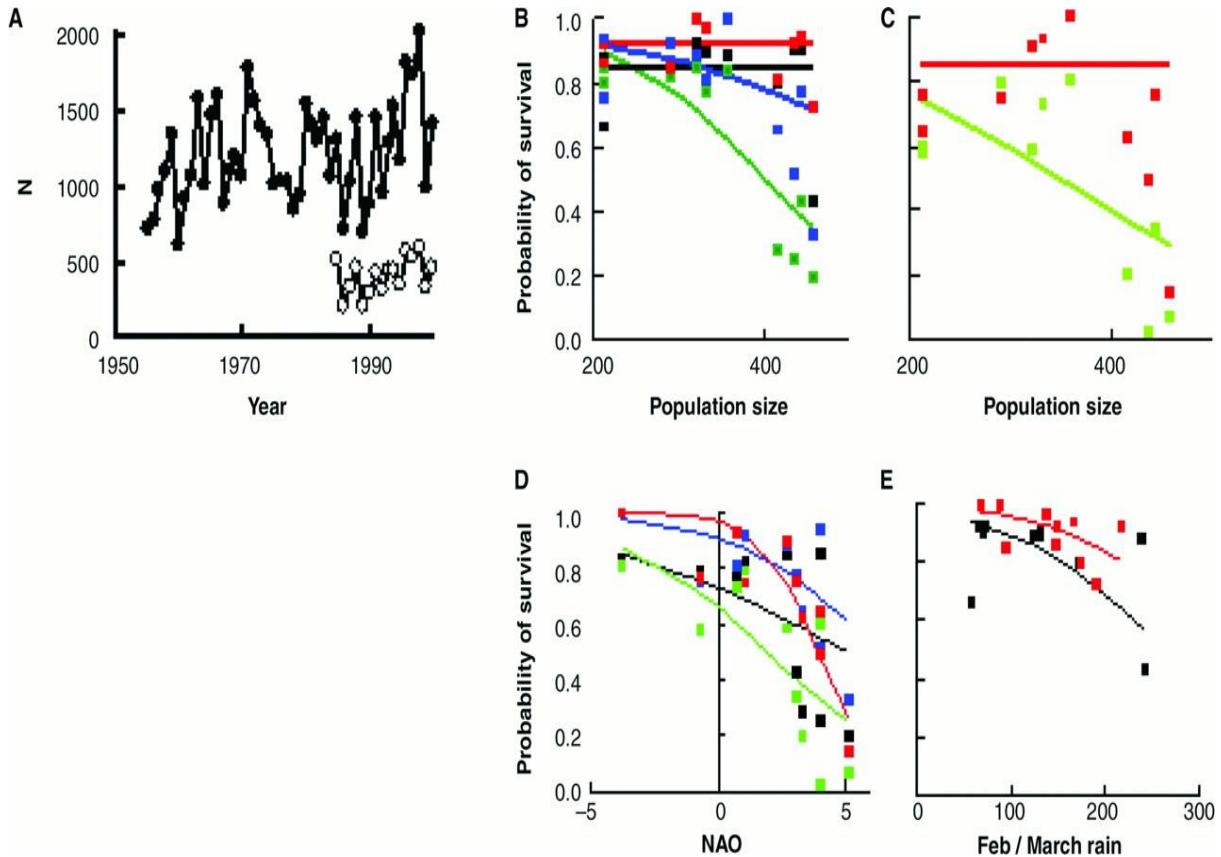 A
N
2000
1500
1000
500
0
1950
1970
1990
Year
B
Probability of survival
1.0
0.8
0.6
0.4
0.2
0.0
200
400
Population size
C
200
400
Population size
D
Probability of survival
1.0
0.8
0.6
0.4
0.2
0.0
–5
0
5
NAO
E
0
100
200
300
Feb / March rain